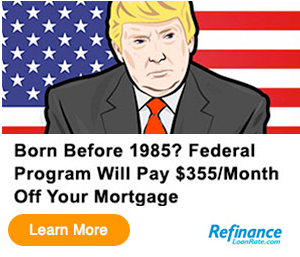 Born Before 1985? Federal
Program Will Pay $355/Month
Off Your Mortgage
Learn More
Refinance
LoanRate.com